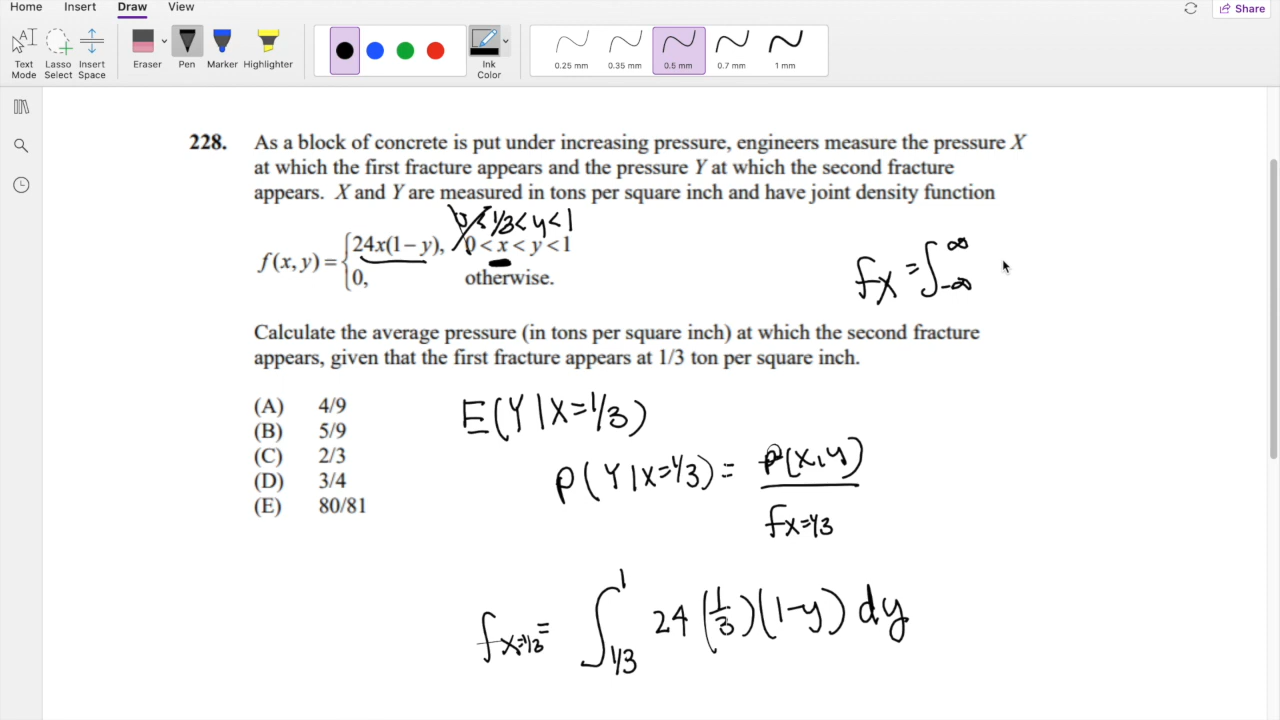 Home Insert Draw View Share
Text Mode Lasso Select Insert Space Eraser Pen Marker Highlighter Ink Color 0.25 mm 0.35 mm 0.5 mm 0.7 mm 1 mm
228. As a block of concrete is put under increasing pressure, engineers measure the pressure X
at which the first fracture appears and the pressure Y at which the second fracture
appears. X and Y are measured in tons per square inch and have joint density function
0 < 1/3 < y < 1
f(x, y) = { 24x(1 − y), 0 < x < y < 1
0, otherwise.
fx = ∫ ∞ -∞
Calculate the average pressure (in tons per square inch) at which the second fracture
appears, given that the first fracture appears at 1/3 ton per square inch.
(A) 4/9
(B) 5/9
(C) 2/3
(D) 3/4
(E) 80/81
E(Y|X=1/3)
P(Y|X=1/3) = P(X,Y) / fx=1/3
fx=1/3 = ∫ 1 1/3 24(1/3)(1-y) dy